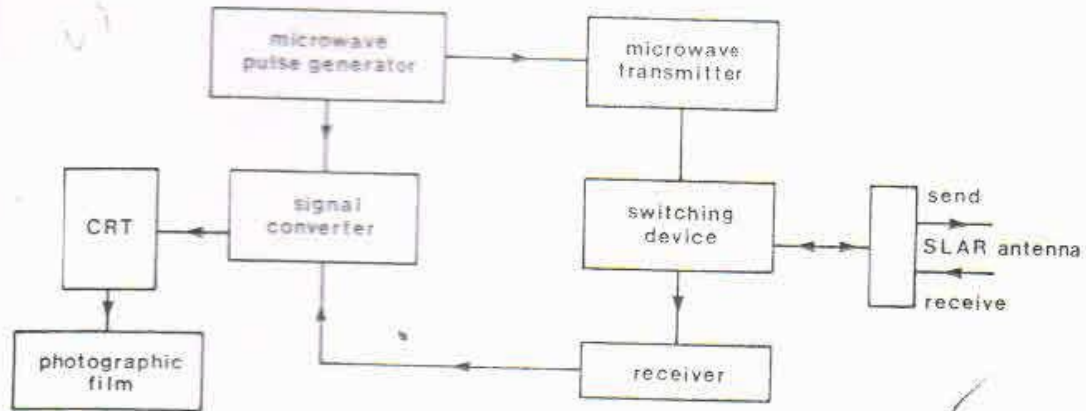 microwave
pulse generator
microwave
transmitter
CRT
signal
converter
switching
device
send
SLAR antenna
receive
photographic
film
receiver